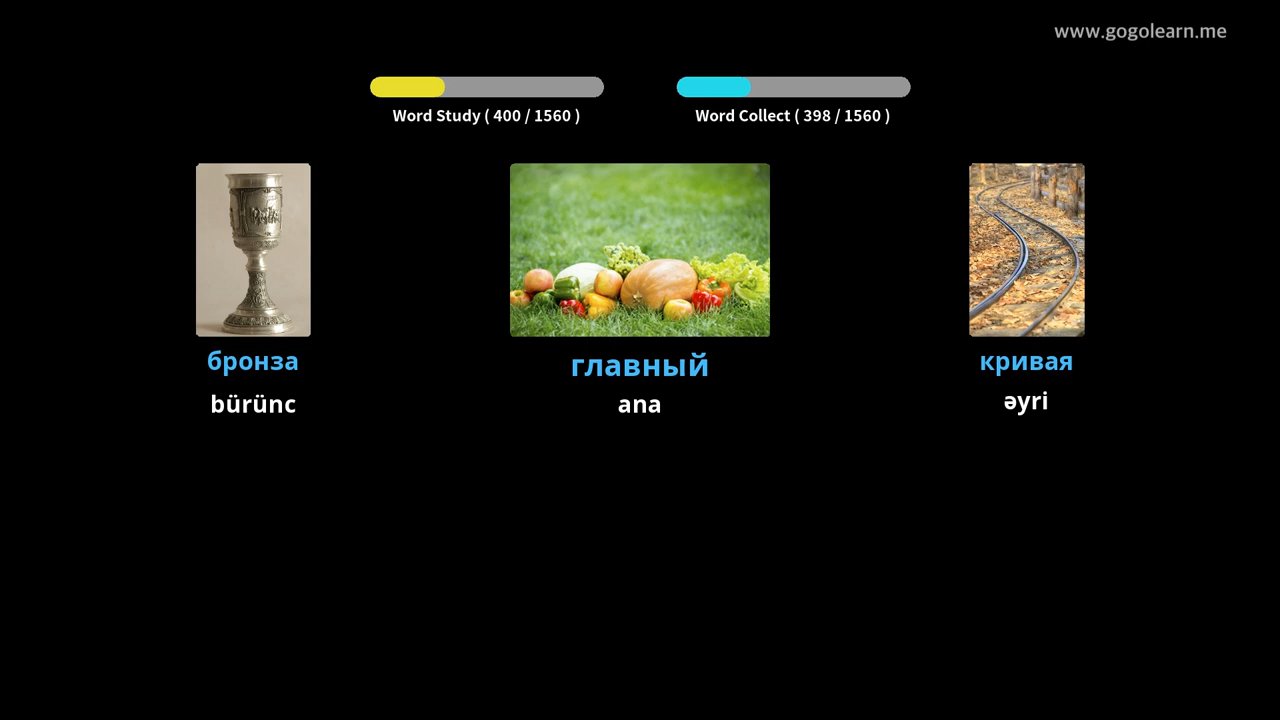 www.gogolearn.me
Word Study ( 400 / 1560 )
Word Collect ( 398 / 1560 )
бронза
bürünc
главный
ana
кривая
əyri